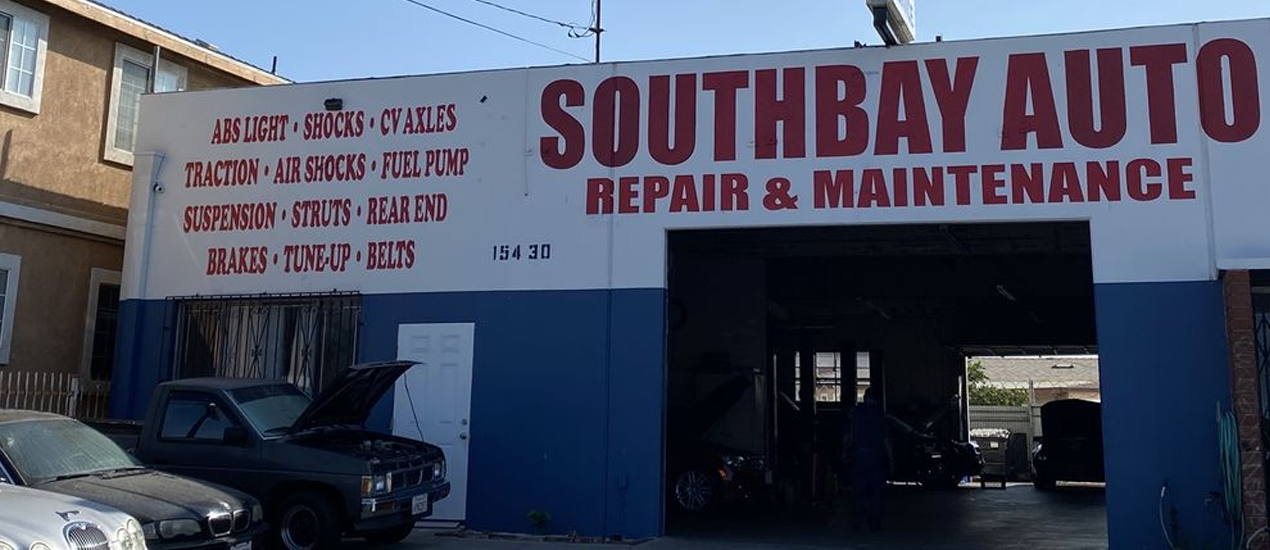 ABS LIGHT • SHOCKS • CV AXLES
TRACTION • AIR SHOCKS • FUEL PUMP
SUSPENSION • STRUTS • REAR END
BRAKES • TUNE-UP • BELTS
15430
SOUTHBAY AUTO
REPAIR & MAINTENANCE